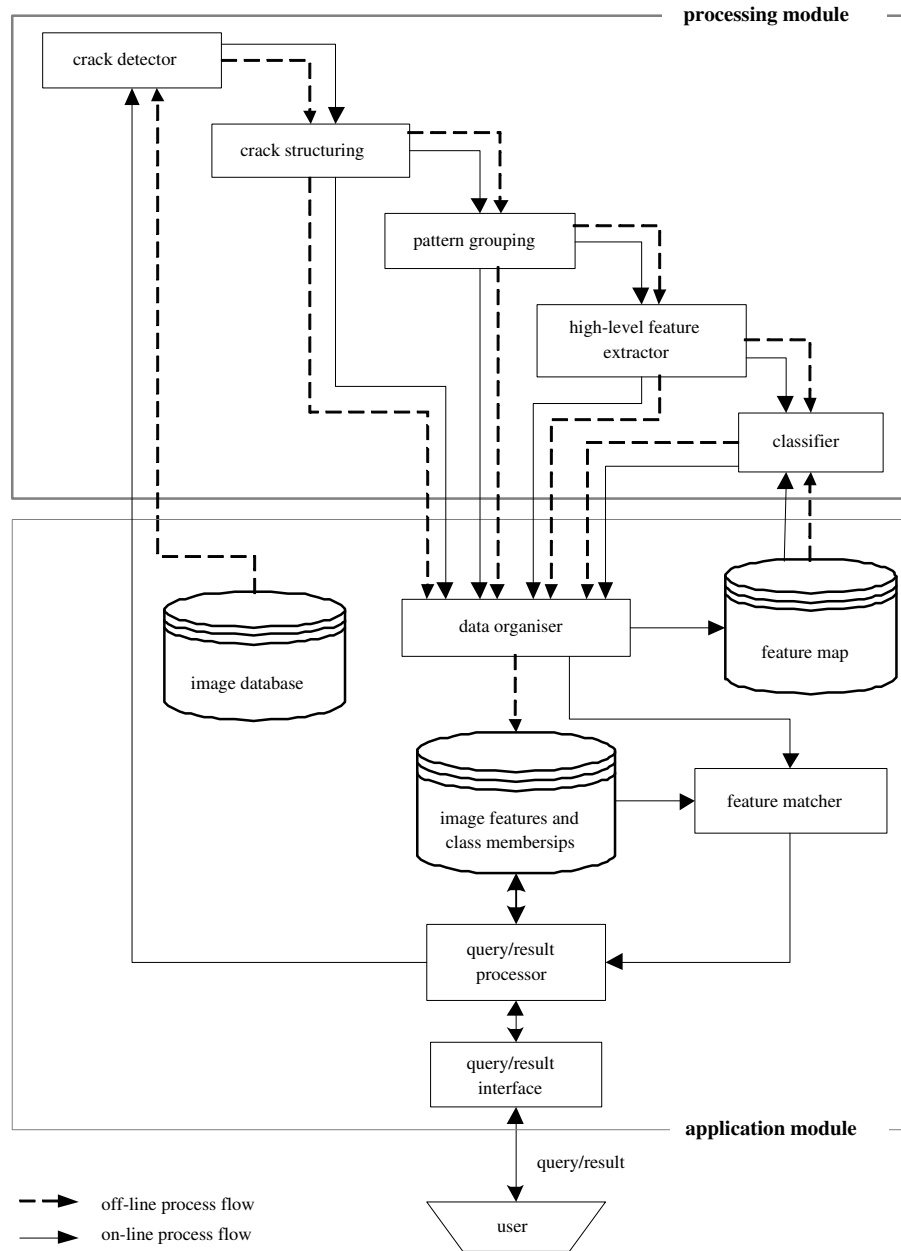 processing module
crack detector
crack structuring
pattern grouping
high-level feature
extractor
classifier
data organiser
feature map
image database
image features and
class membersips
feature matcher
query/result
processor
query/result
interface
application module
query/result
user
off-line process flow
on-line process flow